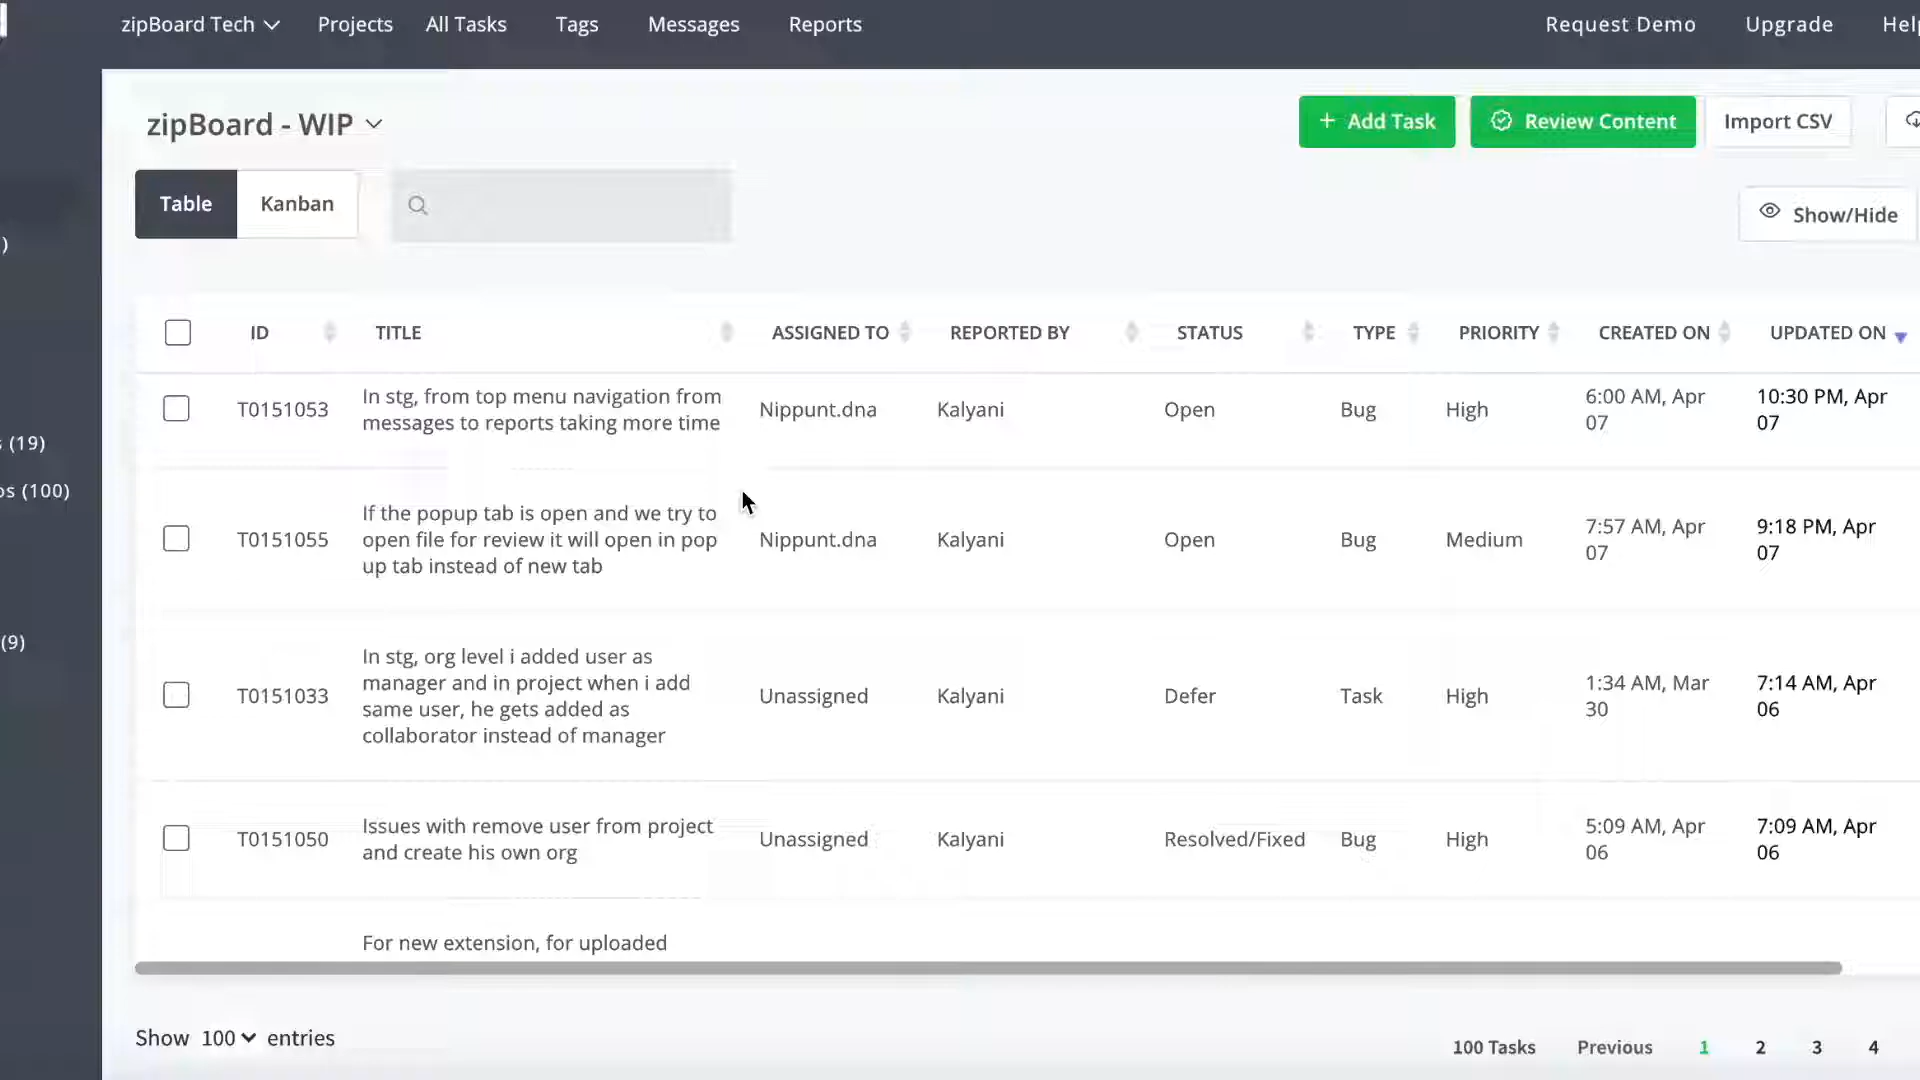 zipBoard Tech Projects All Tasks Tags Messages Reports Request Demo Upgrade
zipBoard - WIP + Add Task Review Content Import CSV
Table Kanban Show/Hide
)
(19)
(100)
(9)
ID TITLE ASSIGNED TO REPORTED BY STATUS TYPE PRIORITY CREATED ON UPDATED ON
T0151053 In stg, from top menu navigation from Nippunt.dna Kalyani Open Bug High 6:00 AM, Apr 10:30 PM, Apr
messages to reports taking more time 07 07
If the popup tab is open and we try to 7:57 AM, Apr 9:18 PM, Apr
T0151055 open file for review it will open in pop Nippunt.dna Kalyani Open Bug Medium 07 07
up tab instead of new tab
In stg, org level i added user as
manager and in project when i add 1:34 AM, Mar 7:14 AM, Apr
T0151033 same user, he gets added as Unassigned Kalyani Defer Task High 30 06
collaborator instead of manager
Issues with remove user from project 5:09 AM, Apr 7:09 AM, Apr
T0151050 and create his own org Unassigned Kalyani Resolved/Fixed Bug High 06 06
For new extension, for uploaded
Show 100 entries 100 Tasks Previous 1 2 3 4